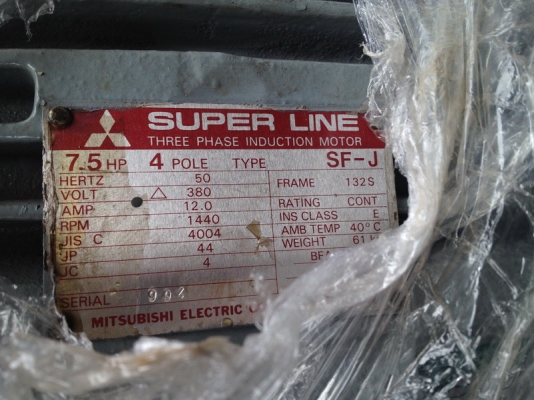 SUPER LINE
THREE PHASE INDUCTION MOTOR
7.5 HP 4 POLE TYPE SF-J
HERTZ 50 FRAME 132S
VOLT △ 380 RATING CONT
AMP 12.0 INS CLASS E
RPM 1440 AMB TEMP 40°C
JIS C 4004 WEIGHT 61
JP 44
JC 4
SERIAL
MITSUBISHI ELECTRIC